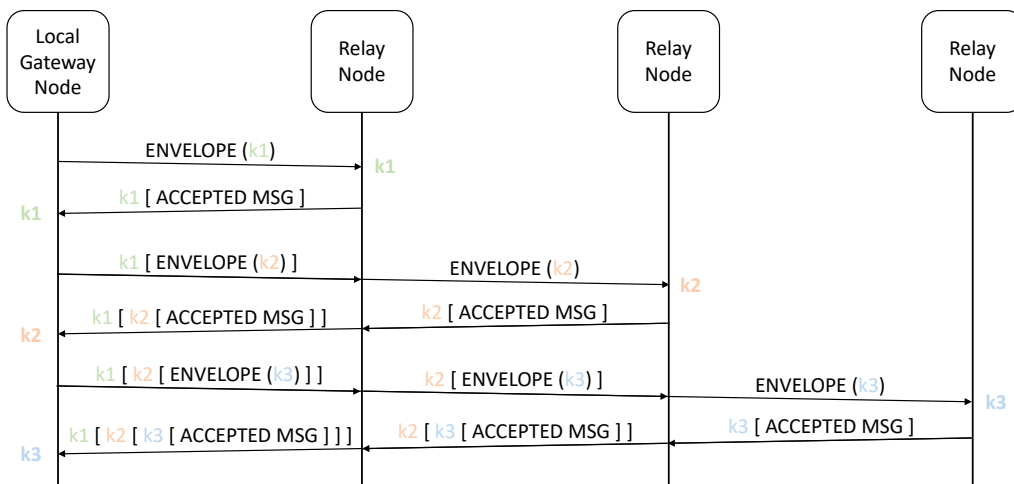 Local
Gateway
Node
Relay
Node
Relay
Node
Relay
Node
ENVELOPE (k1)
k1
k1 [ ACCEPTED MSG ]
k1
k1 [ ENVELOPE (k2) ]
ENVELOPE (k2)
k2
k1 [ k2 [ ACCEPTED MSG ] ]
k2 [ ACCEPTED MSG ]
k2
k1 [ k2 [ ENVELOPE (k3) ] ]
k2 [ ENVELOPE (k3) ]
ENVELOPE (k3)
k3
k1 [ k2 [ k3 [ ACCEPTED MSG ] ] ]
k2 [ k3 [ ACCEPTED MSG ] ]
k3 [ ACCEPTED MSG ]
k3